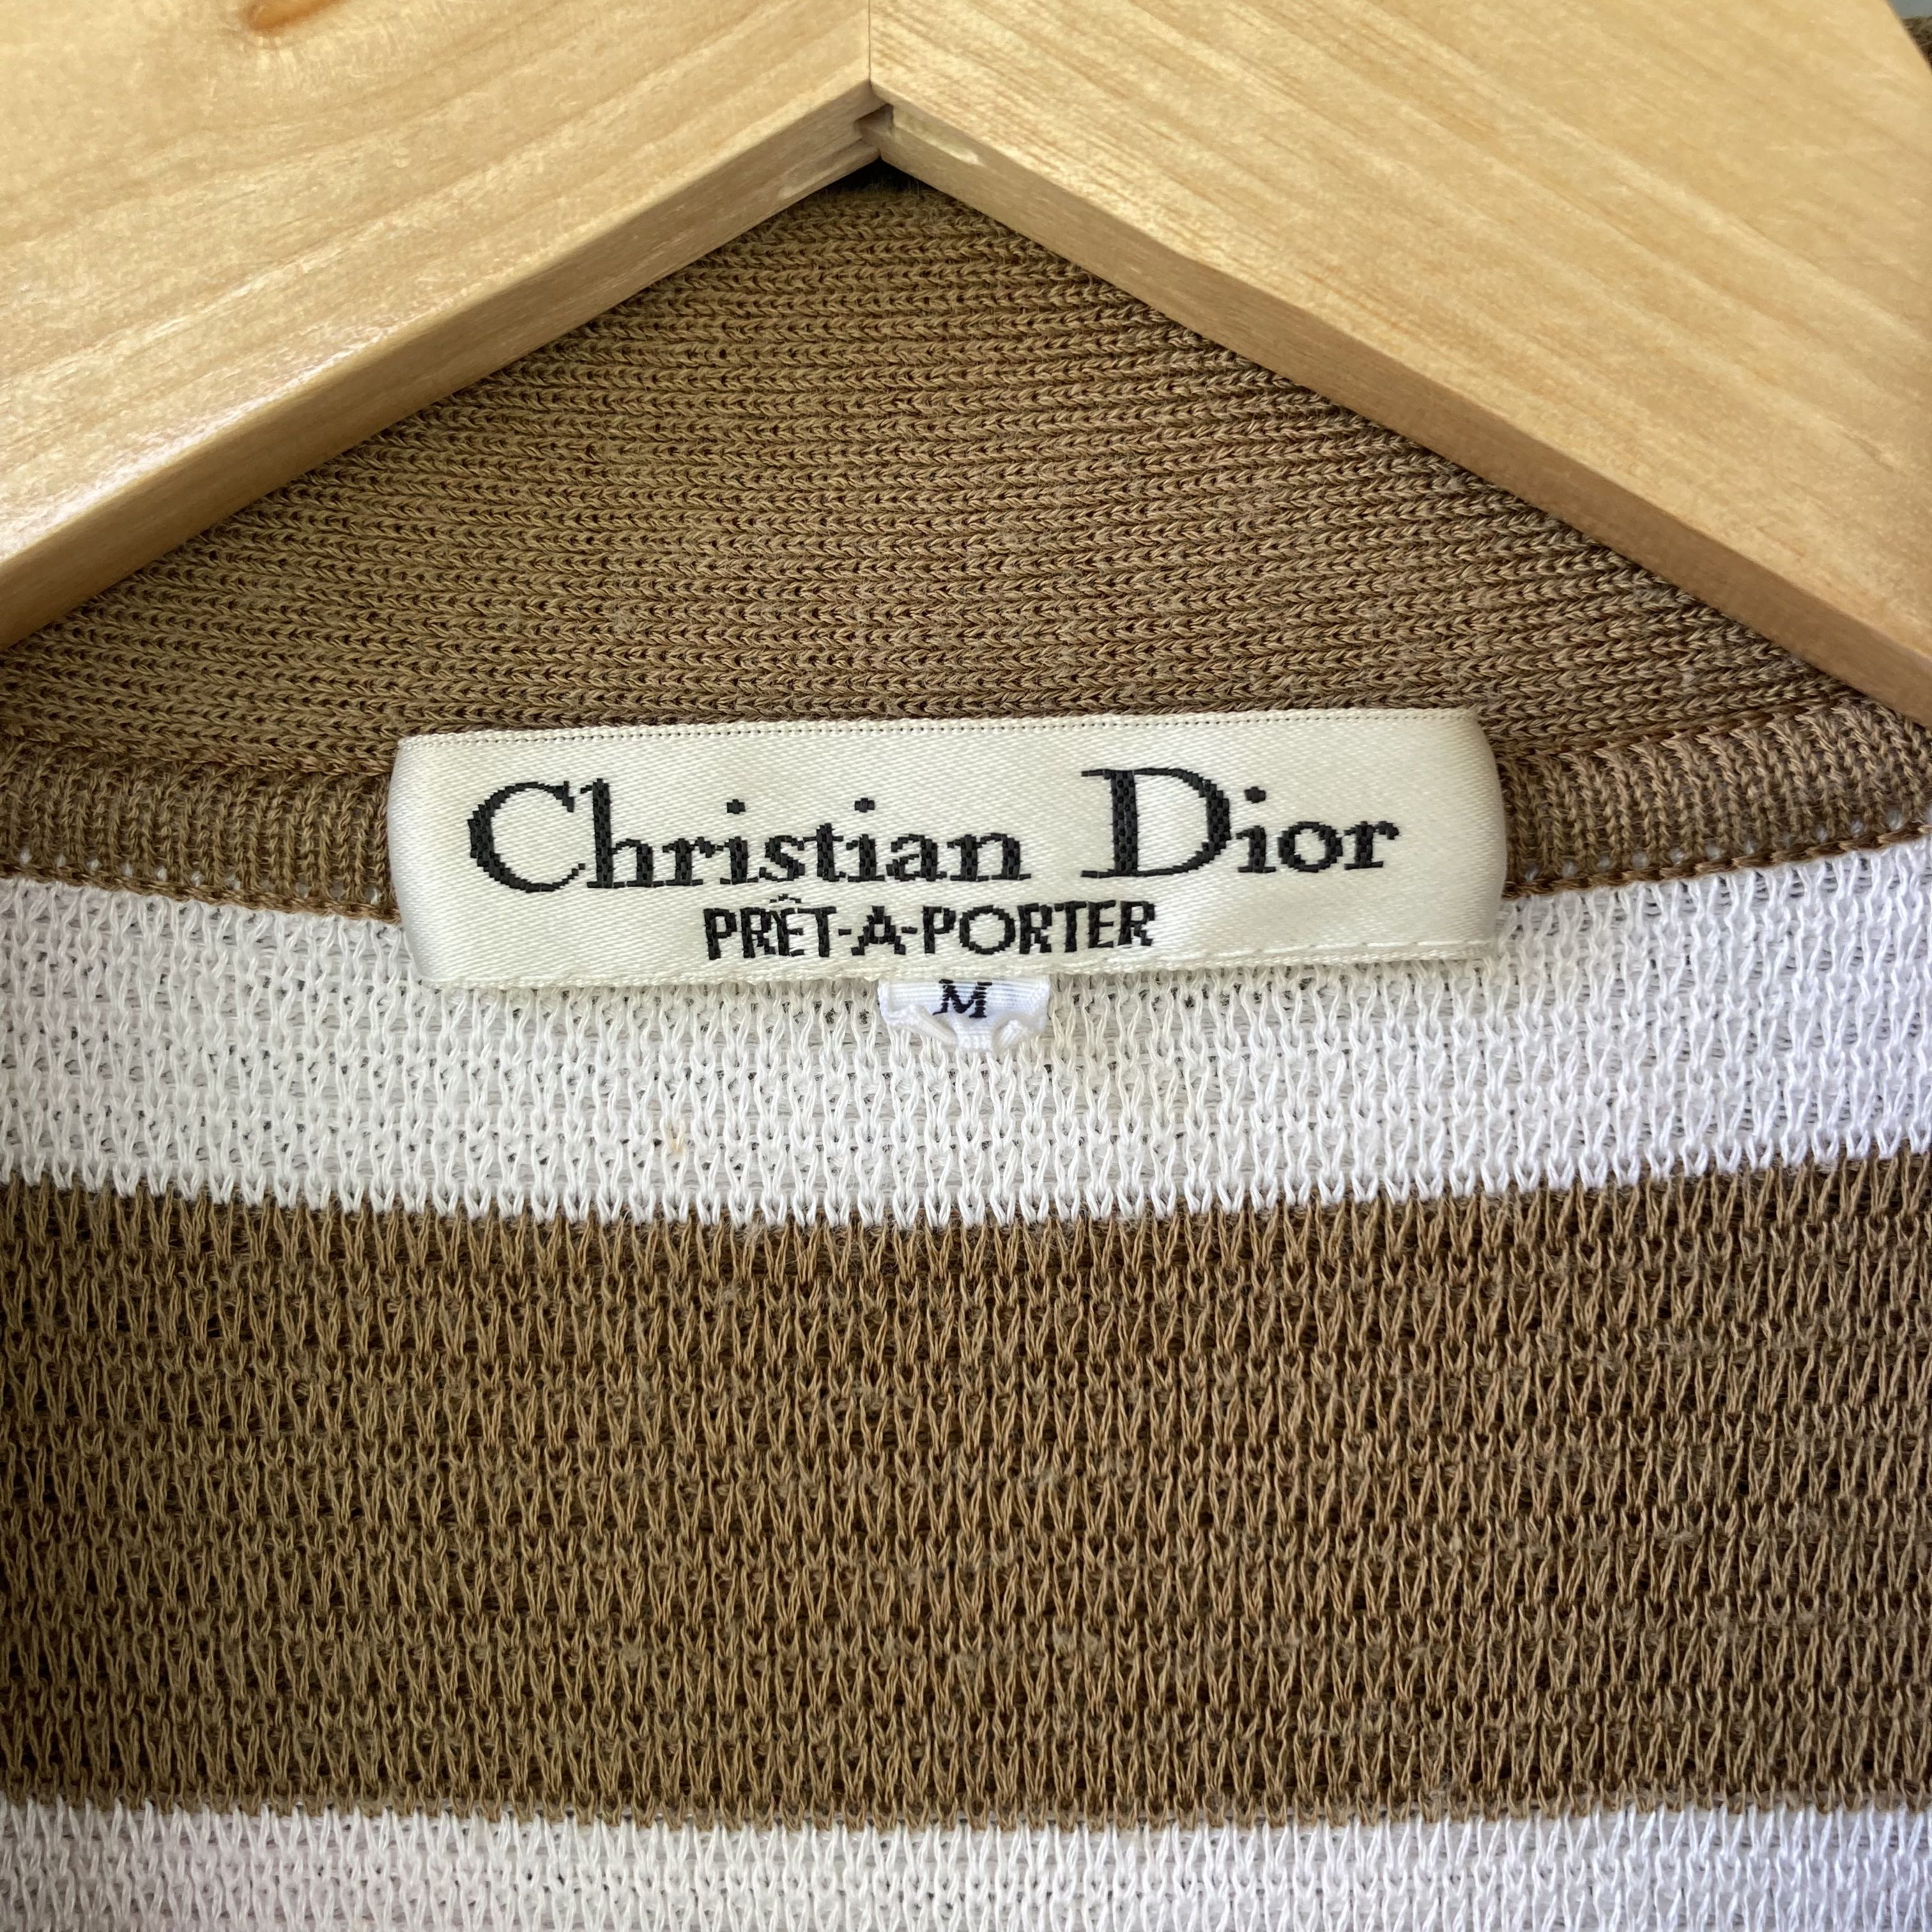 Christian Dior
PRÊT-A-PORTER
M